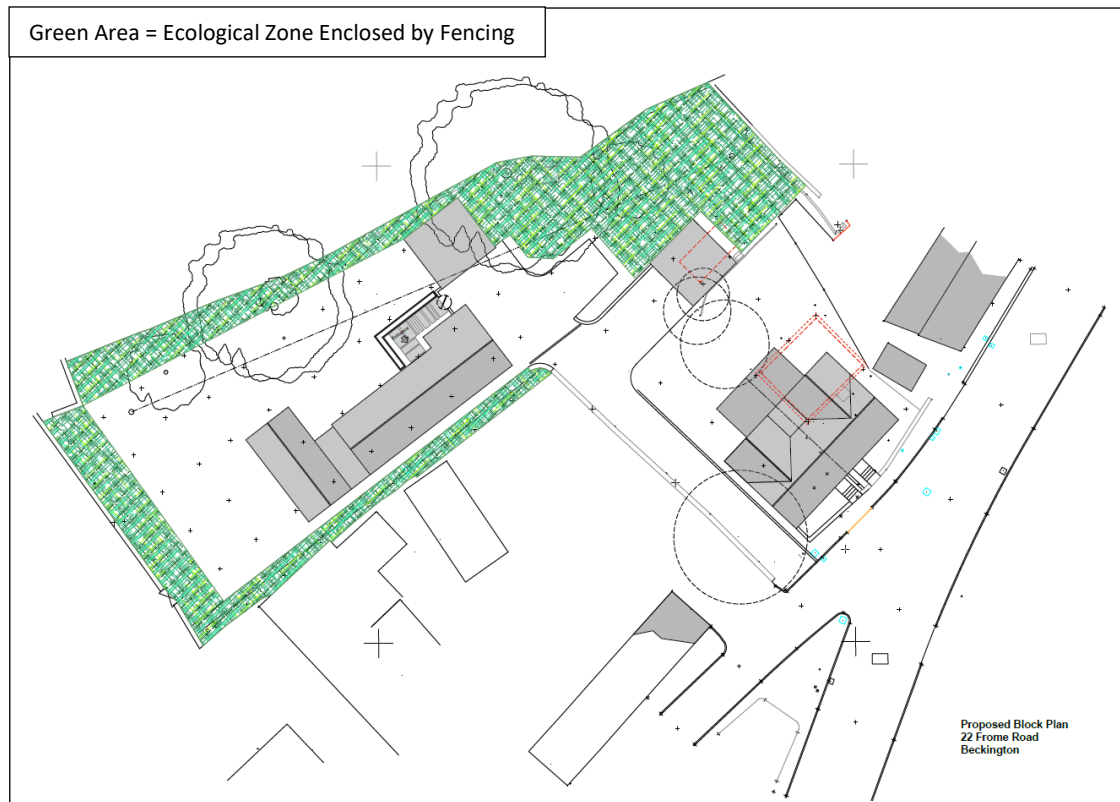 Green Area = Ecological Zone Enclosed by Fencing
Proposed Block Plan
22 Frome Road
Beckington